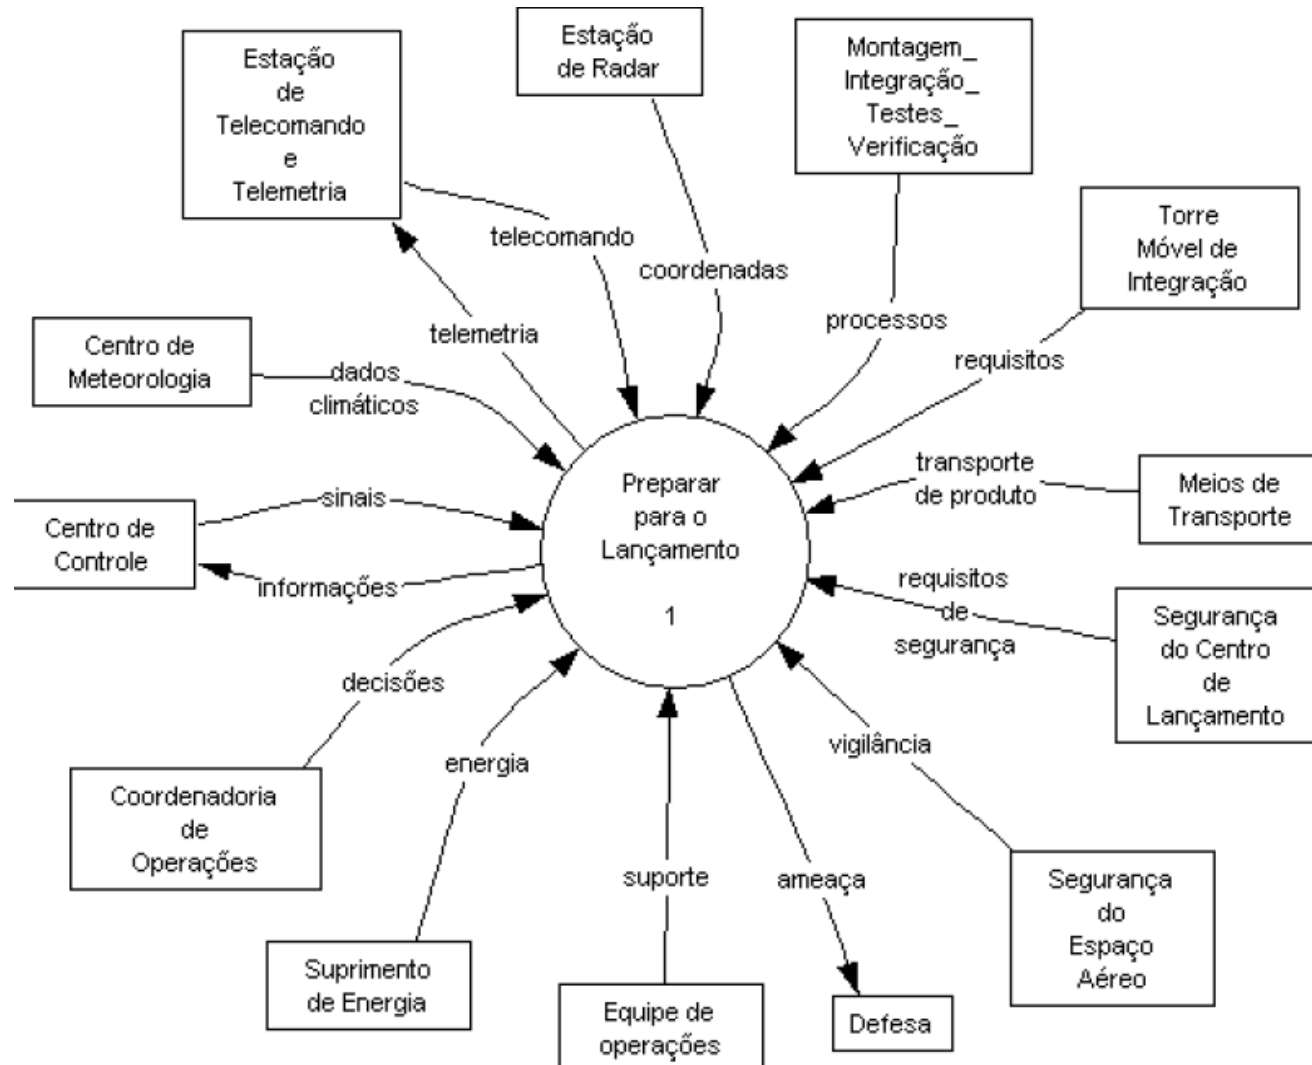 Estação
de Radar
Estação
de
Telecomando
e
Telemetria
Montagem_
Integração_
Testes_
Verificação
Torre
Móvel de
Integração
telecomando
coordenadas
processos
telemetria
requisitos
Centro de
Meteorologia
dados
climáticos
transporte
de produto
Meios de
Transporte
Preparar
para o
Lançamento
1
sinais
Centro de
Controle
informações
requisitos
de
segurança
Segurança
do Centro
de
Lançamento
decisões
vigilância
energia
Coordenadoria
de
Operações
suporte
ameaça
Segurança
do
Espaço
Aéreo
Suprimento
de Energia
Equipe de
operações
Defesa